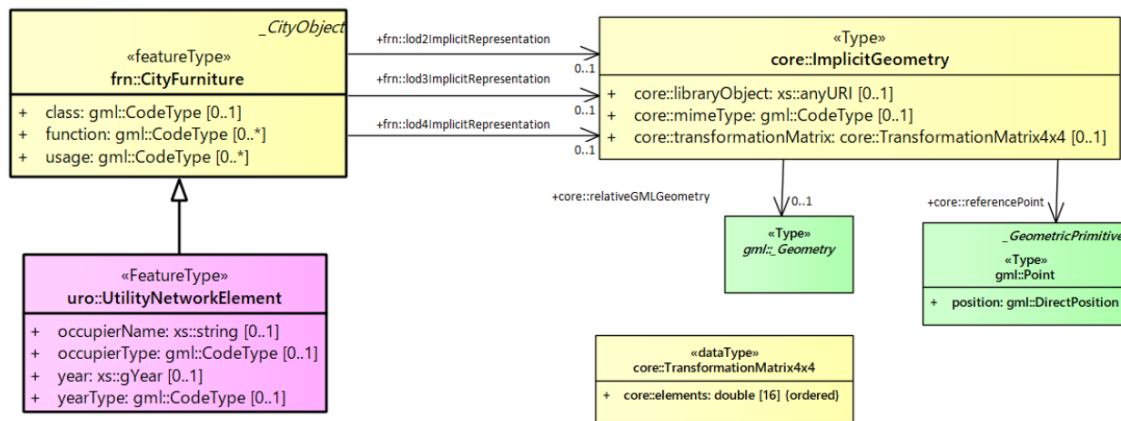 _CityObject
«featureType»
frn::CityFurniture
+ class: gml::CodeType [0..1]
+ function: gml::CodeType [0..*]
+ usage: gml::CodeType [0..*]
+frn::lod2ImplicitRepresentation
0..1
+frn::lod3ImplicitRepresentation
0..1
+frn::lod4ImplicitRepresentation
0..1
«Type»
core::ImplicitGeometry
+ core::libraryObject: xs::anyURI [0..1]
+ core::mimeType: gml::CodeType [0..1]
+ core::transformationMatrix: core::TransformationMatrix4x4 [0..1]
+core::relativeGMLGeometry
0..1
+core::referencePoint
«Type»
gml::_Geometry
_GeometricPrimitive
«Type»
gml::Point
+ position: gml::DirectPosition
«FeatureType»
uro::UtilityNetworkElement
+ occupierName: xs::string [0..1]
+ occupierType: gml::CodeType [0..1]
+ year: xs::gYear [0..1]
+ yearType: gml::CodeType [0..1]
«dataType»
core::TransformationMatrix4x4
+ core::elements: double [16] {ordered}